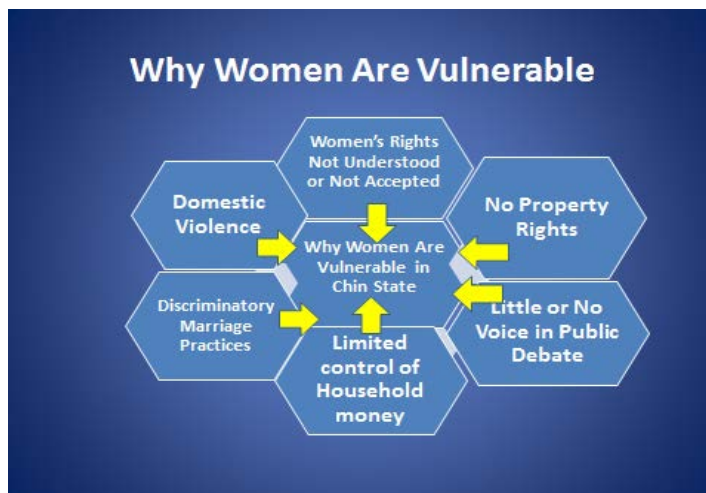 Why Women Are Vulnerable
Women's Rights
Not Understood
or Not Accepted
Domestic
Violence
No Property
Rights
Why Women Are
Vulnerable in
Chin State
Discriminatory
Marriage
Practices
Little or No
Voice in Public
Debate
Limited
control of
Household
money